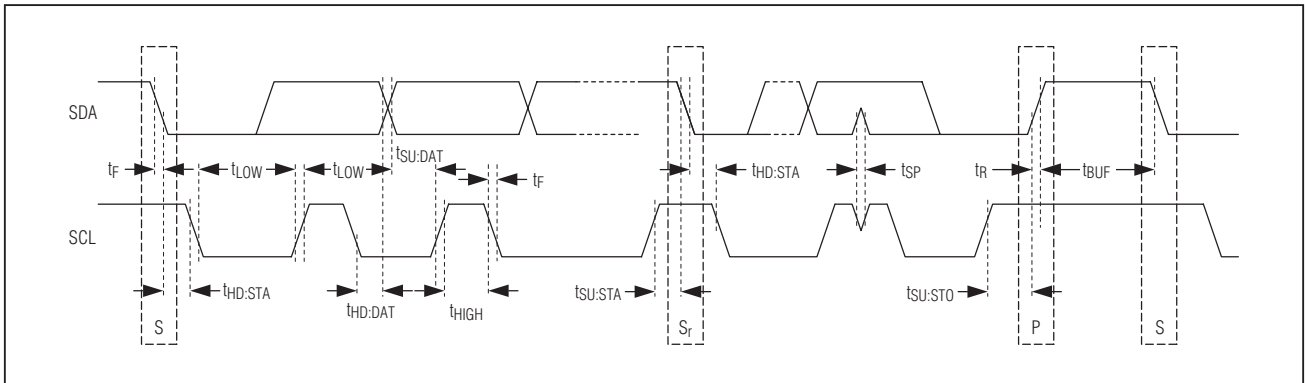 SDA
tF
tLOW
tLOW
tSU:DAT
tF
tHD:STA
tSP
tR
tBUF
SCL
tHD:STA
tHD:DAT
tHIGH
tSU:STA
tSU:STO
S
Sr
P
S